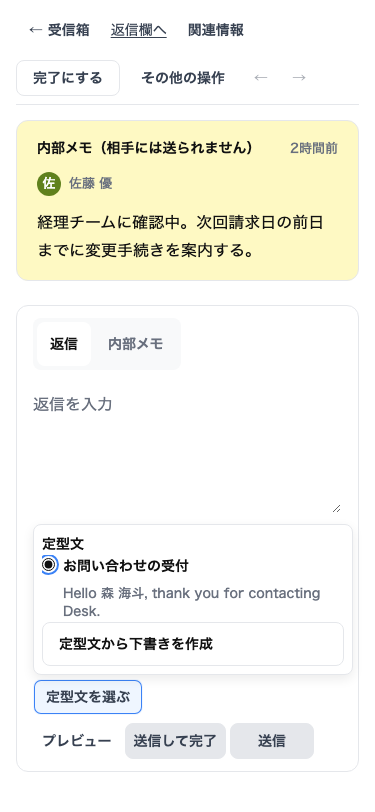 ← 受信箱 返信欄へ 関連情報
完了にする その他の操作 ← →
内部メモ（相手には送られません） 2時間前
佐 佐藤 優
経理チームに確認中。次回請求日の前日
までに変更手続きを案内する。
返信 内部メモ
返信を入力
定型文
お問い合わせの受付
Hello 森 海斗, thank you for contacting
Desk.
定型文から下書きを作成
定型文を選ぶ
プレビュー 送信して完了 送信